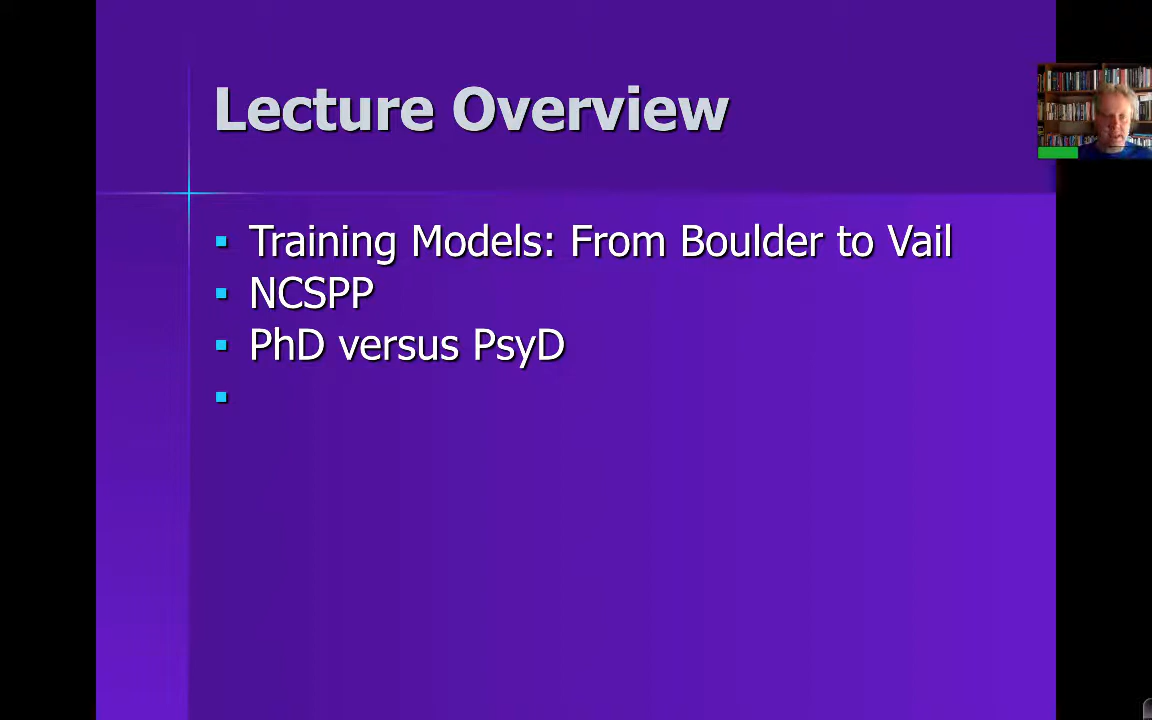 Lecture Overview
Training Models: From Boulder to Vail
NCSPP
PhD versus PsyD